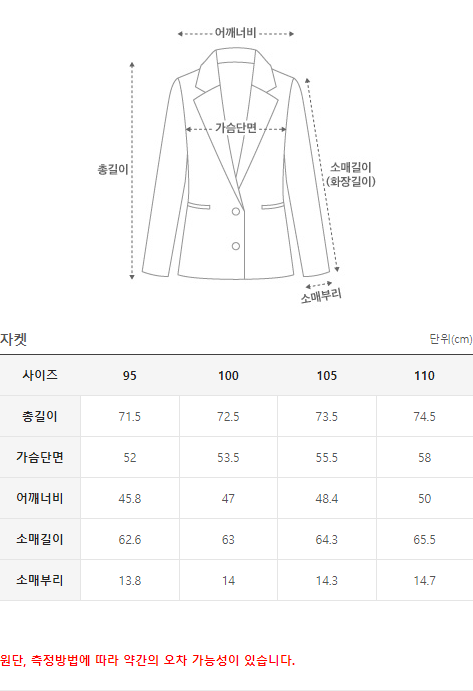 어깨너비
가슴단면
총길이
소매길이
(화장길이)
소매부리
자켓 단위(cm)
사이즈 95 100 105 110
총길이 71.5 72.5 73.5 74.5
가슴단면 52 53.5 55.5 58
어깨너비 45.8 47 48.4 50
소매길이 62.6 63 64.3 65.5
소매부리 13.8 14 14.3 14.7
원단, 측정방법에 따라 약간의 오차 가능성이 있습니다.